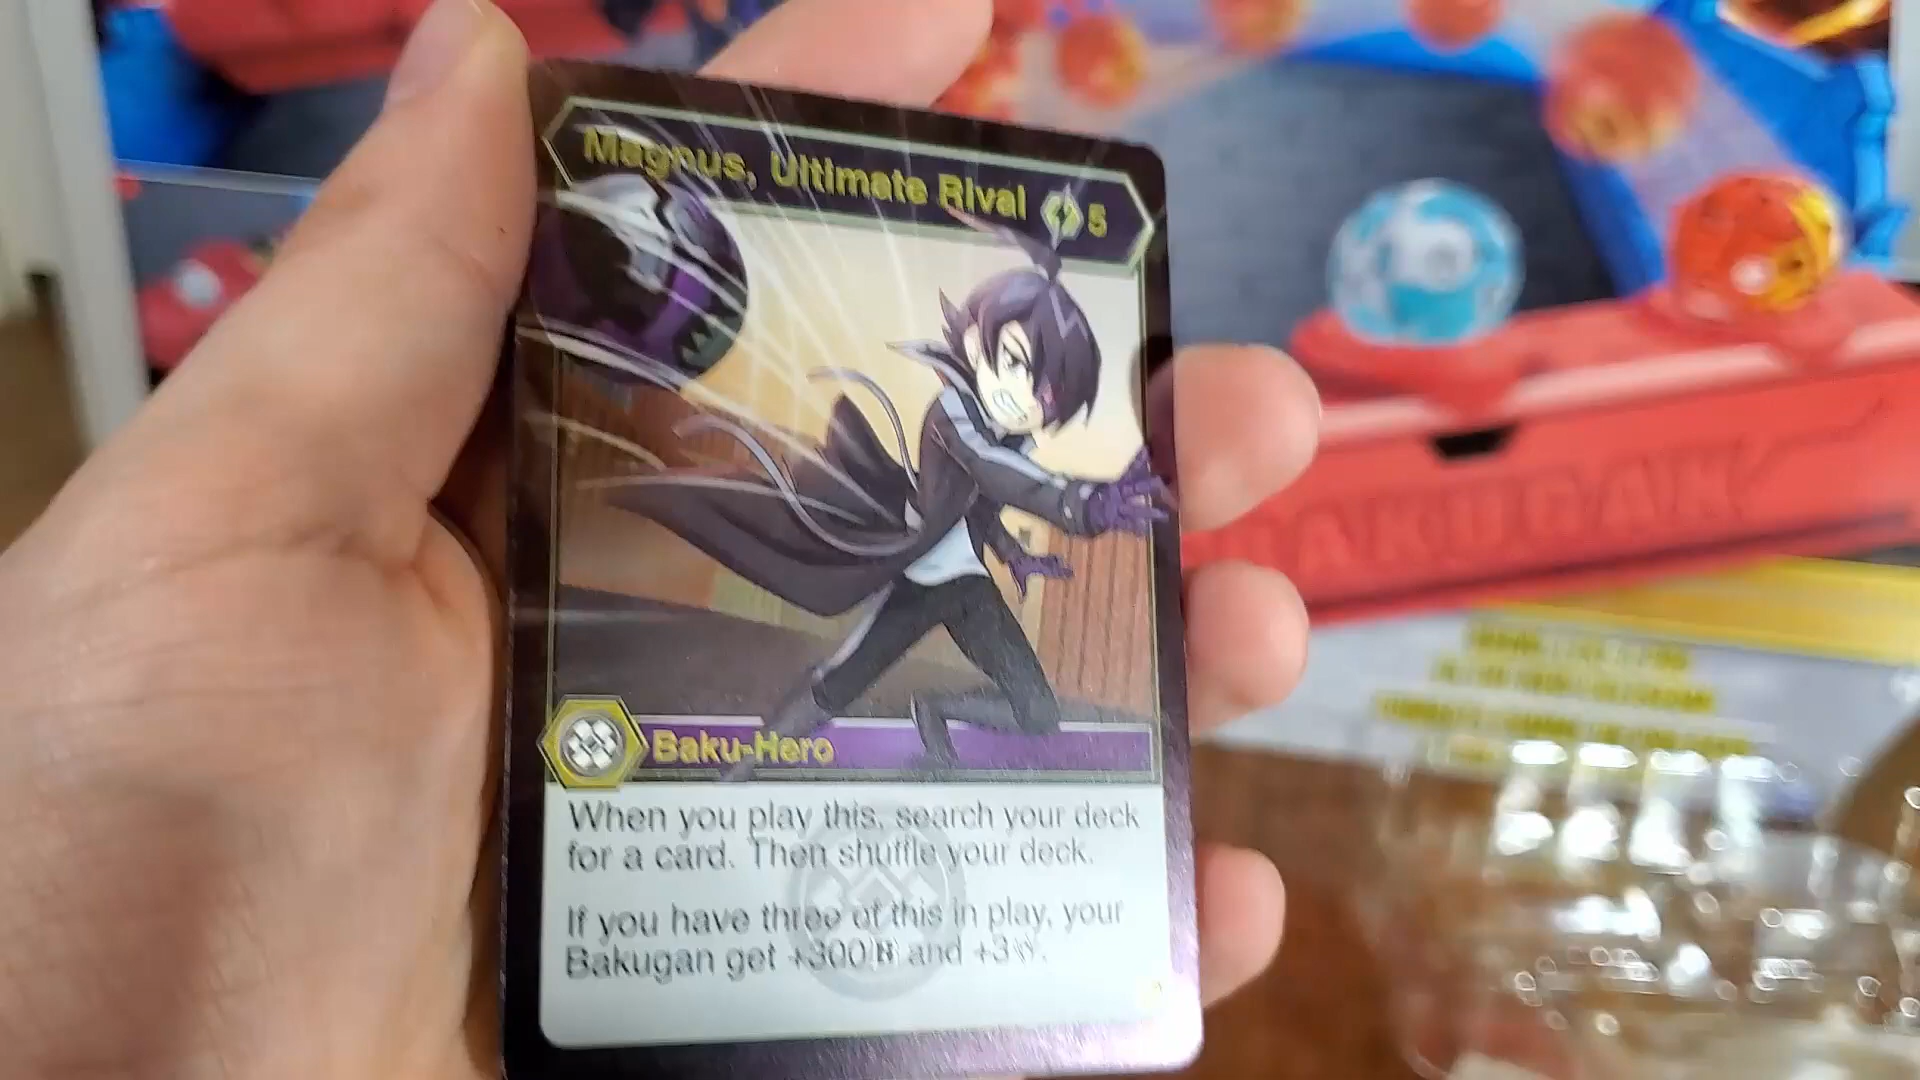 Magnus, Ultimate Rival 5
Baku-Hero
When you play this, search your deck
for a card. Then shuffle your deck.
If you have three of this in play, your
Bakugan get +300 B and +3.
BAKUGAN